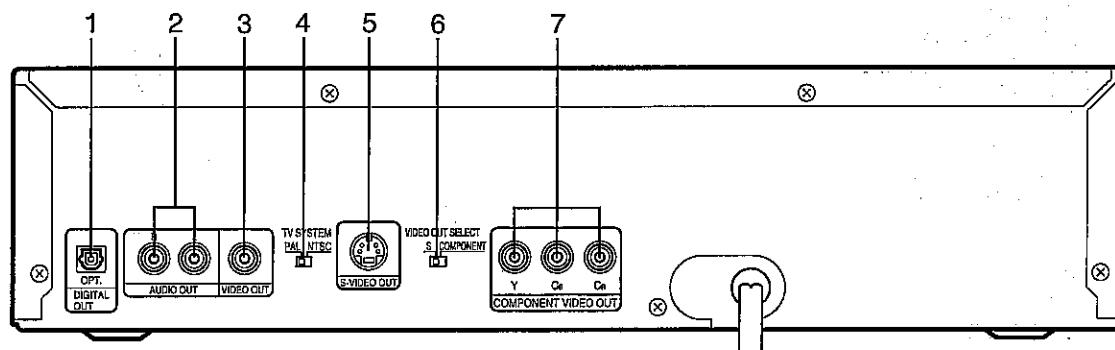 1 2 3 4 5 6 7
TV SYSTEM
PAL NTSC
VIDEO OUT SELECT
S COMPONENT
OPT.
DIGITAL
OUT
AUDIO OUT
VIDEO OUT
S-VIDEO OUT
Y CB CR
COMPONENT VIDEO OUT